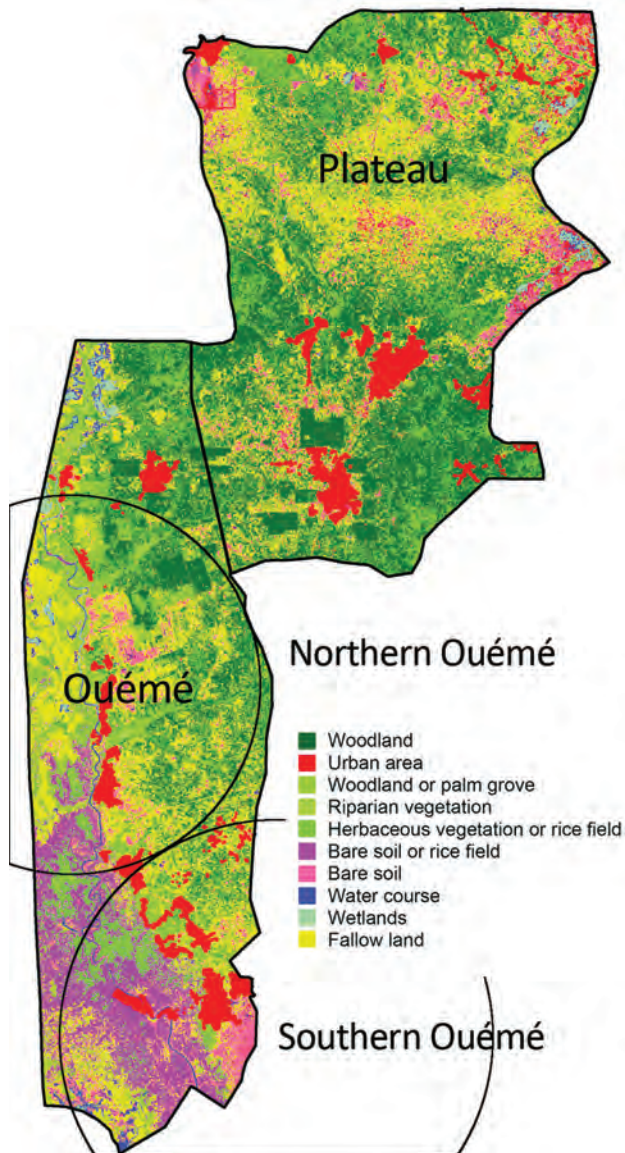 Plateau
Northern Ouémé
Ouémé
Woodland
Urban area
Woodland or palm grove
Riparian vegetation
Herbaceous vegetation or rice field
Bare soil or rice field
Bare soil
Water course
Wetlands
Fallow land
Southern Ouémé